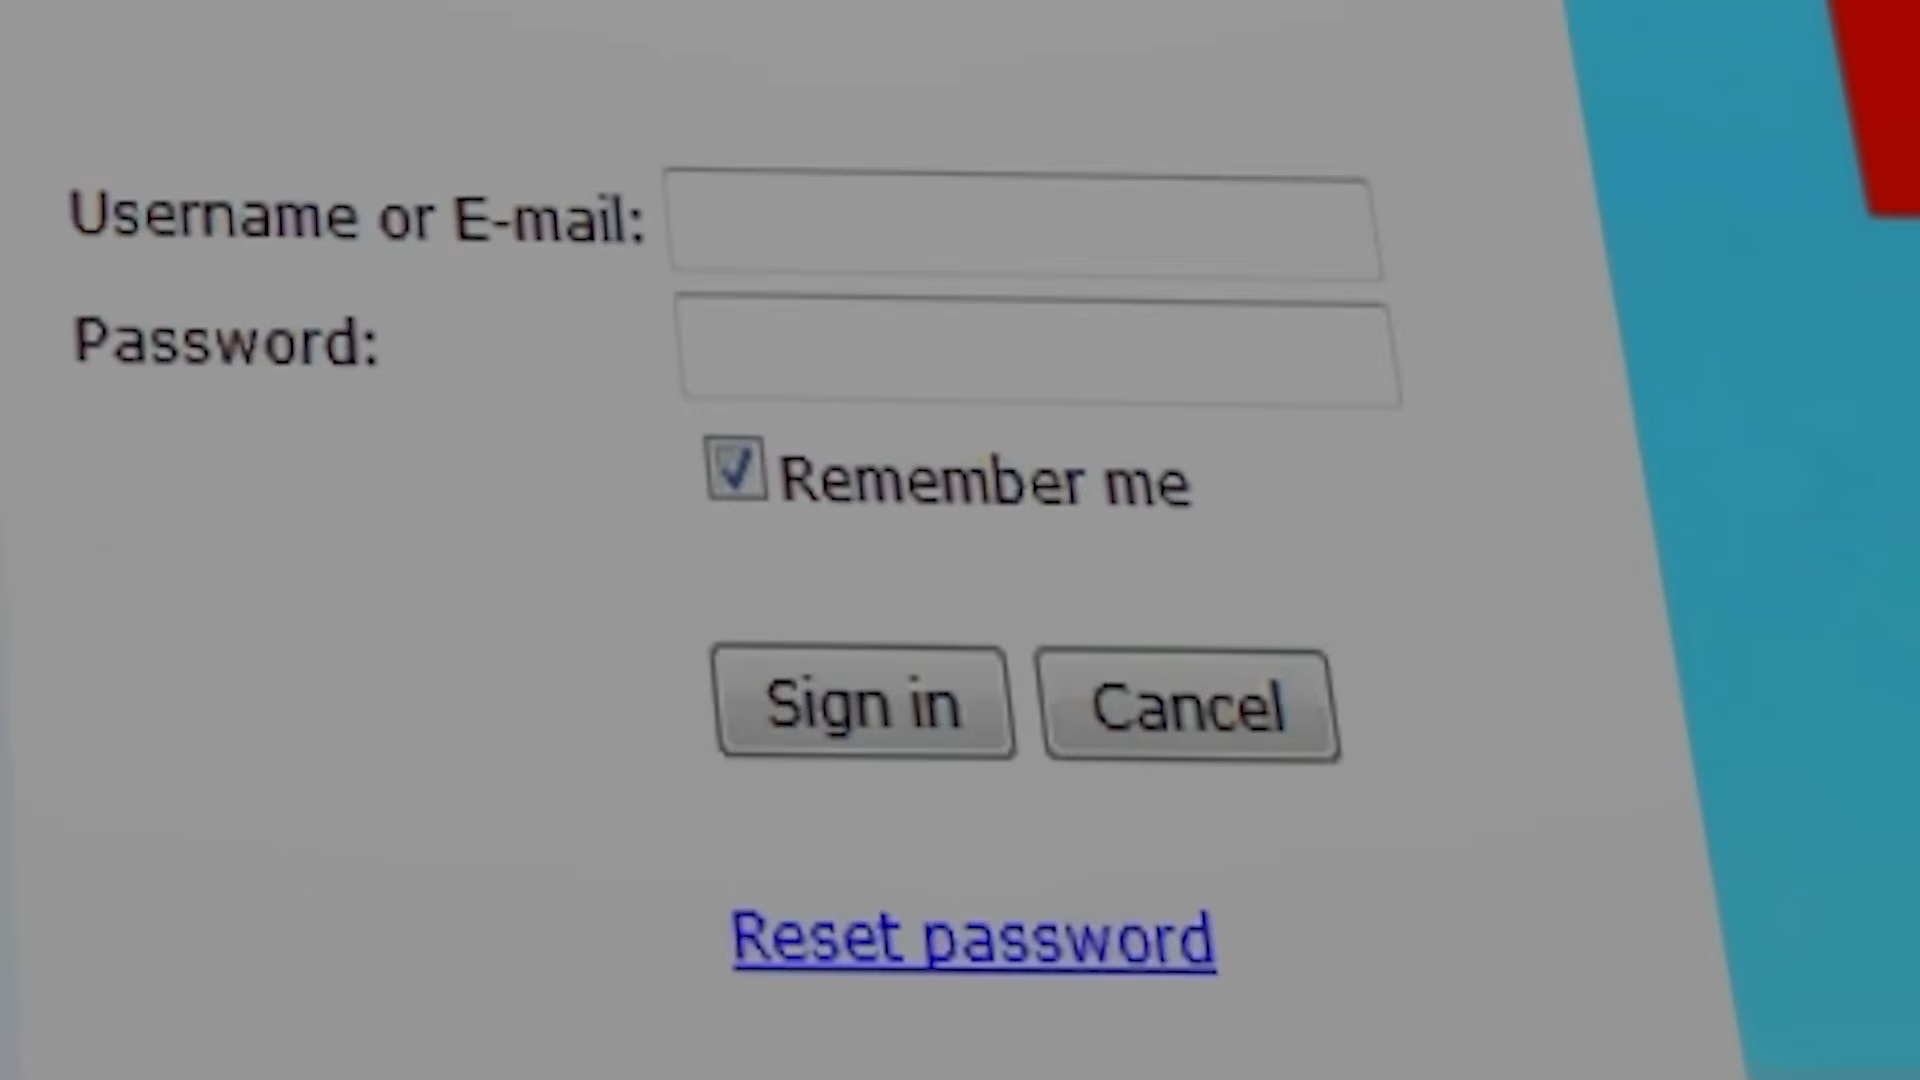 Username or E-mail:
Password:
Remember me
Sign in Cancel
Reset password